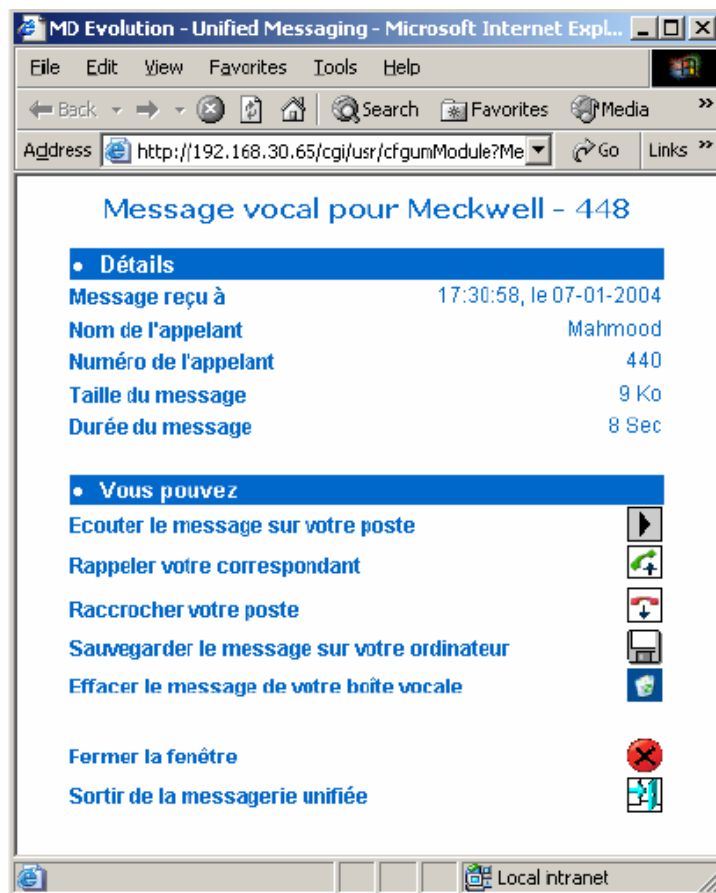 MD Evolution - Unified Messaging - Microsoft Internet Expl...
File Edit View Favorites Tools Help
Back Search Favorites Media »
Address http://192.168.30.65/cgi/usr/cfgumModule?Me Go Links »
Message vocal pour Meckwell - 448
• Détails
Message reçu à 17:30:58, le 07-01-2004
Nom de l'appelant Mahmood
Numéro de l'appelant 440
Taille du message 9 Ko
Durée du message 8 Sec
• Vous pouvez
Ecouter le message sur votre poste
Rappeler votre correspondant
Raccrocher votre poste
Sauvegarder le message sur votre ordinateur
Effacer le message de votre boîte vocale
Fermer la fenêtre
Sortir de la messagerie unifiée
Local intranet